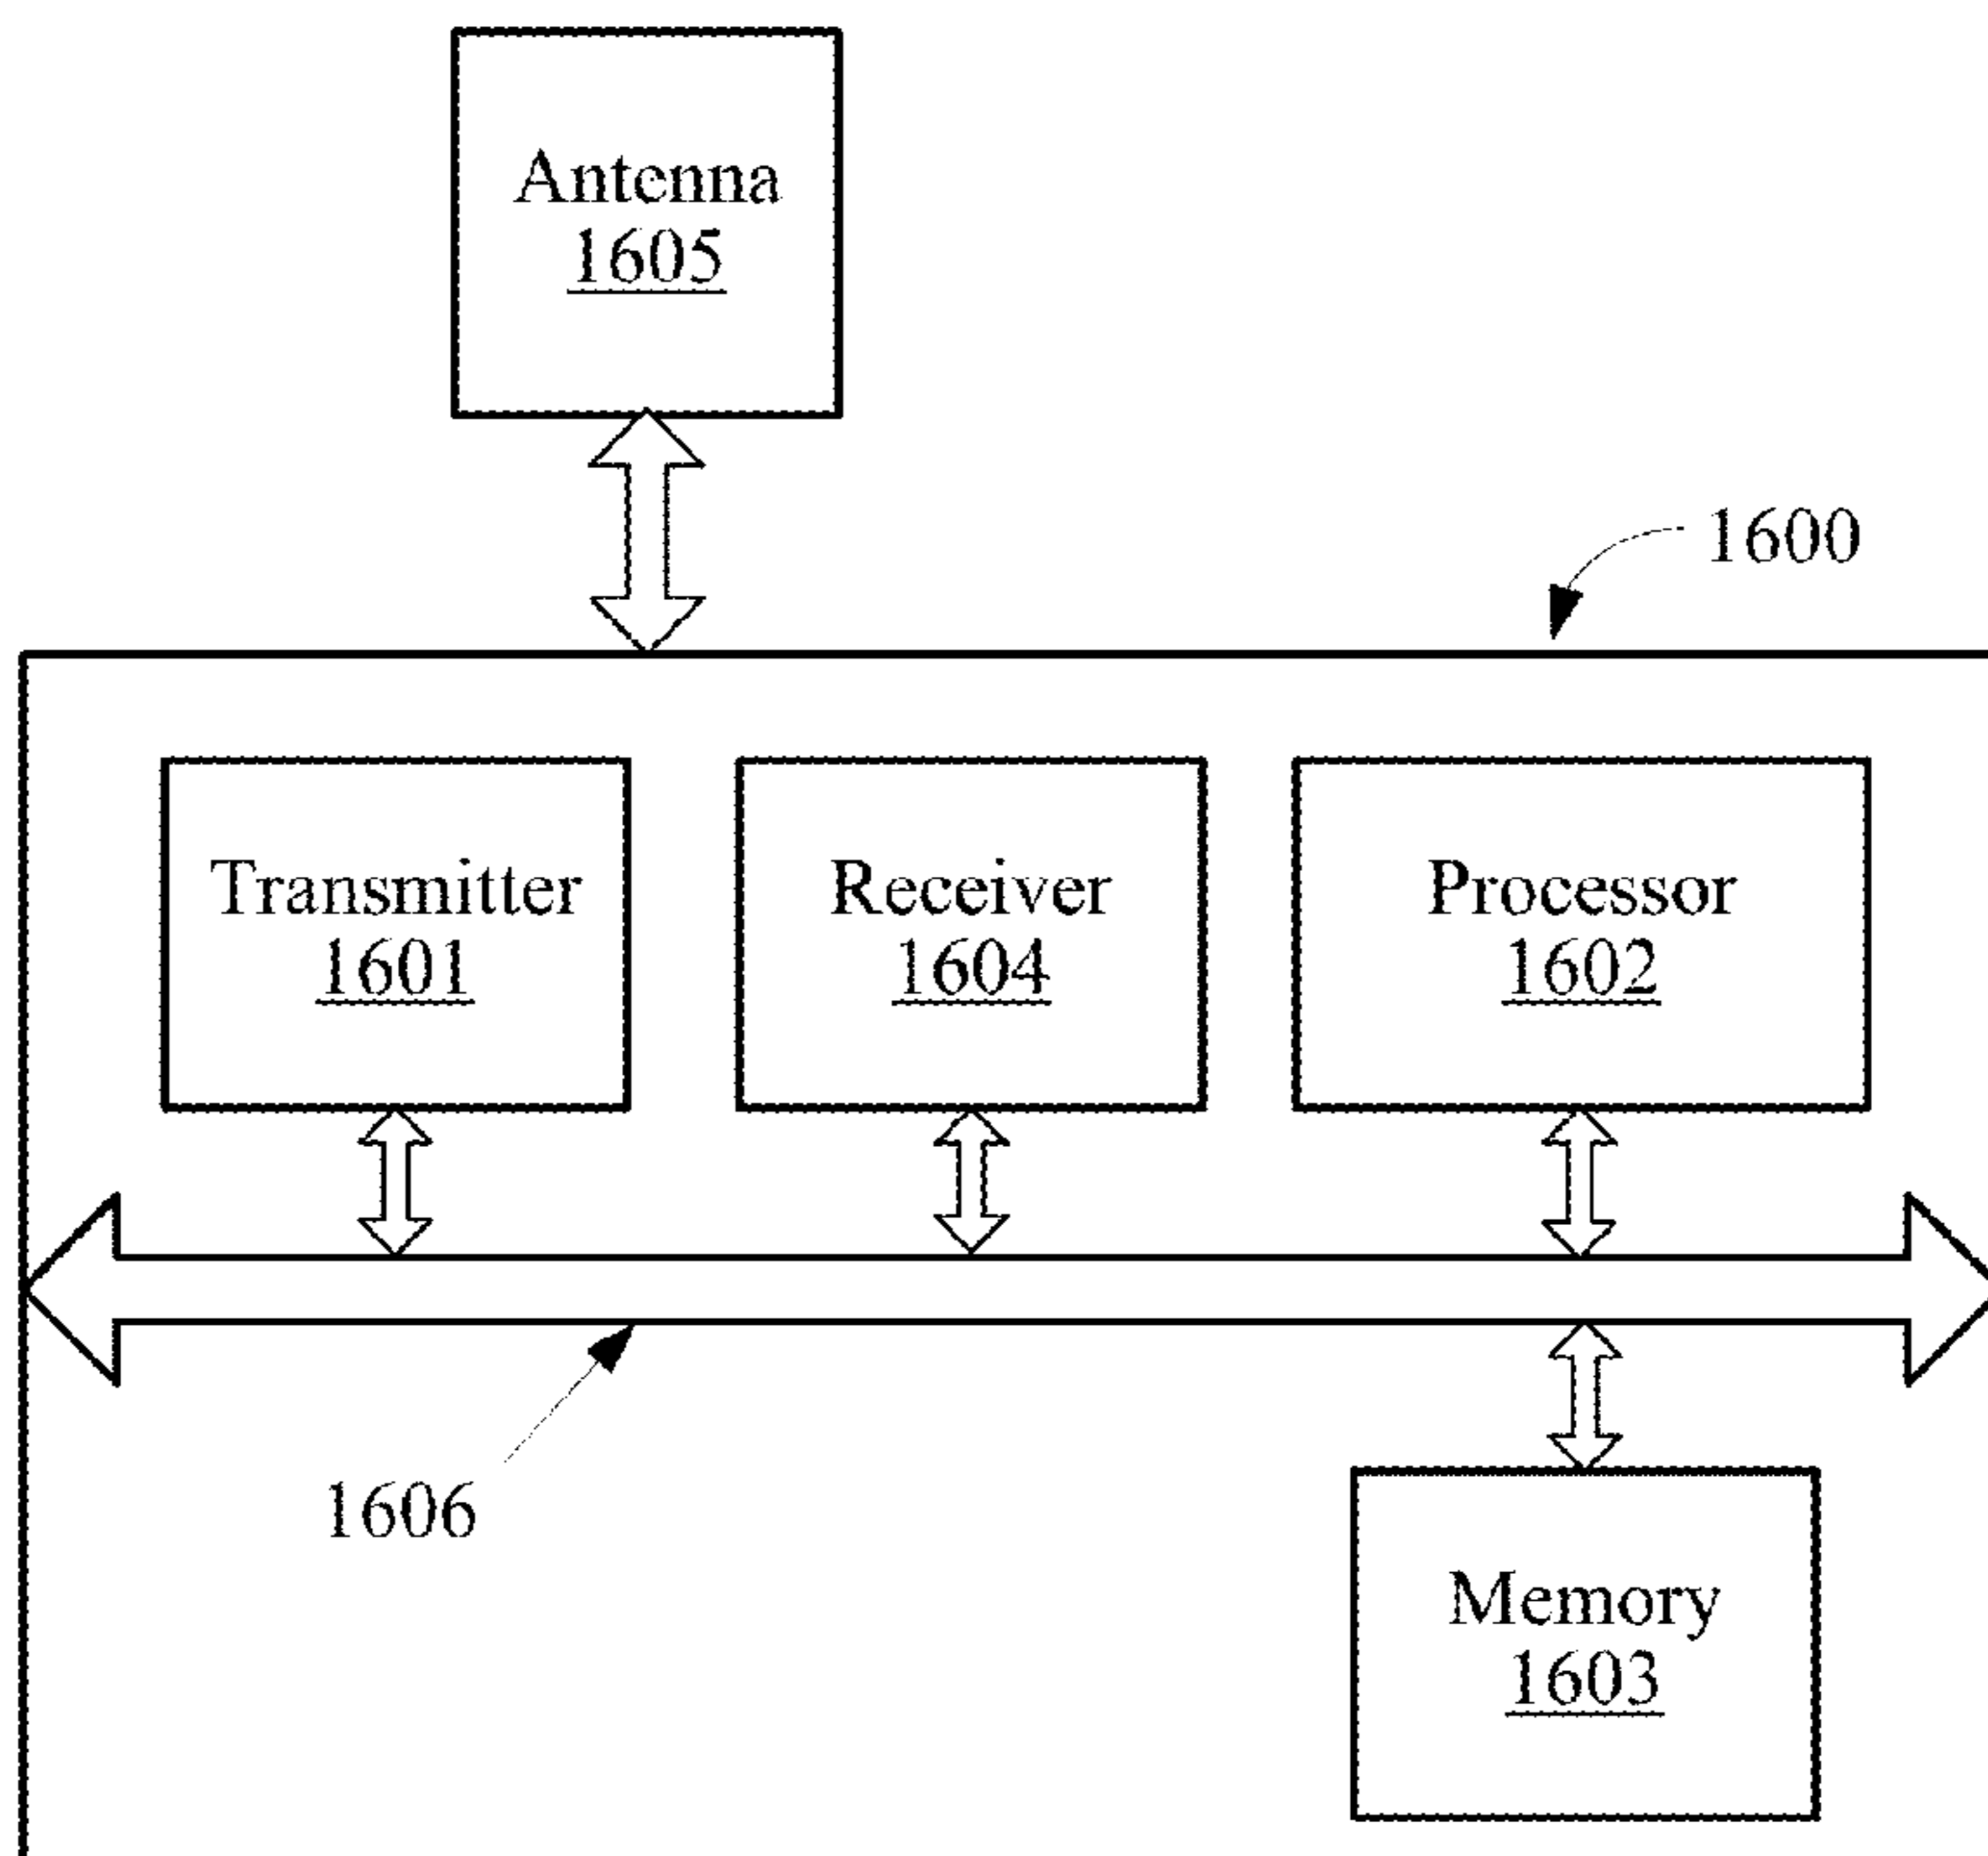 Antenna
1605
1600
Transmitter
1601
Receiver
1604
Processor
1602
1606
Memory
1603